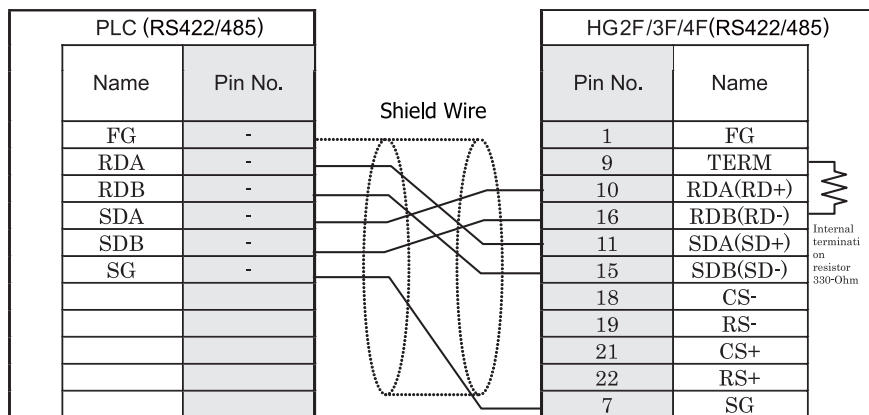 PLC (RS422/485)
Name Pin No.
FG -
RDA -
RDB -
SDA -
SDB -
SG -
Shield Wire
HG2F/3F/4F(RS422/485)
Pin No. Name
1 FG
9 TERM
10 RDA(RD+)
16 RDB(RD-)
11 SDA(SD+)
15 SDB(SD-)
18 CS-
19 RS-
21 CS+
22 RS+
7 SG
Internal
terminati
on
resistor
330-Ohm